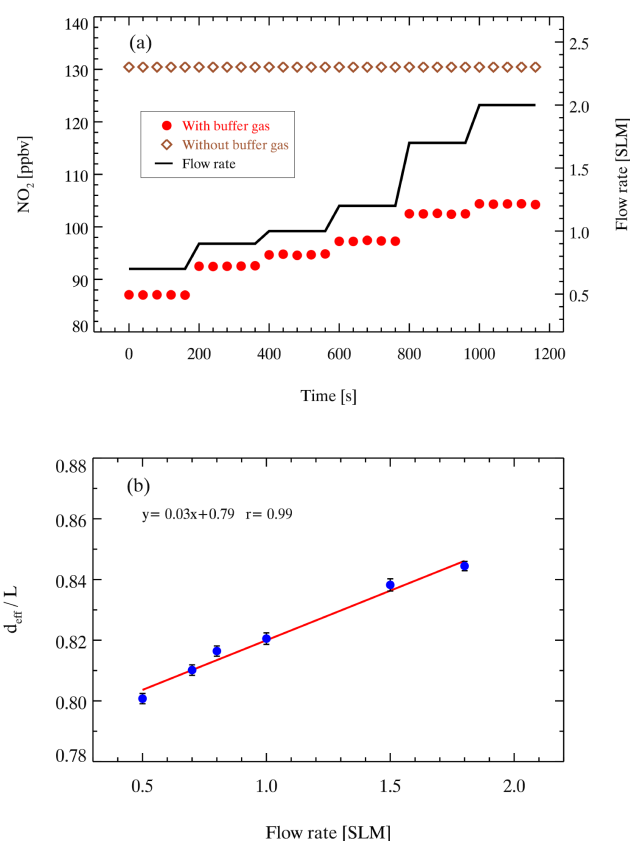 (a)
140
130
120
110
100
90
80
NO2 [ppbv]
2.5
2.0
1.5
1.0
0.5
Flow rate [SLM]
With buffer gas
Without buffer gas
Flow rate
0 200 400 600 800 1000 1200
Time [s]
(b)
y= 0.03x+0.79 r= 0.99
0.88
0.86
0.84
0.82
0.80
0.78
deff / L
0.5 1.0 1.5 2.0
Flow rate [SLM]